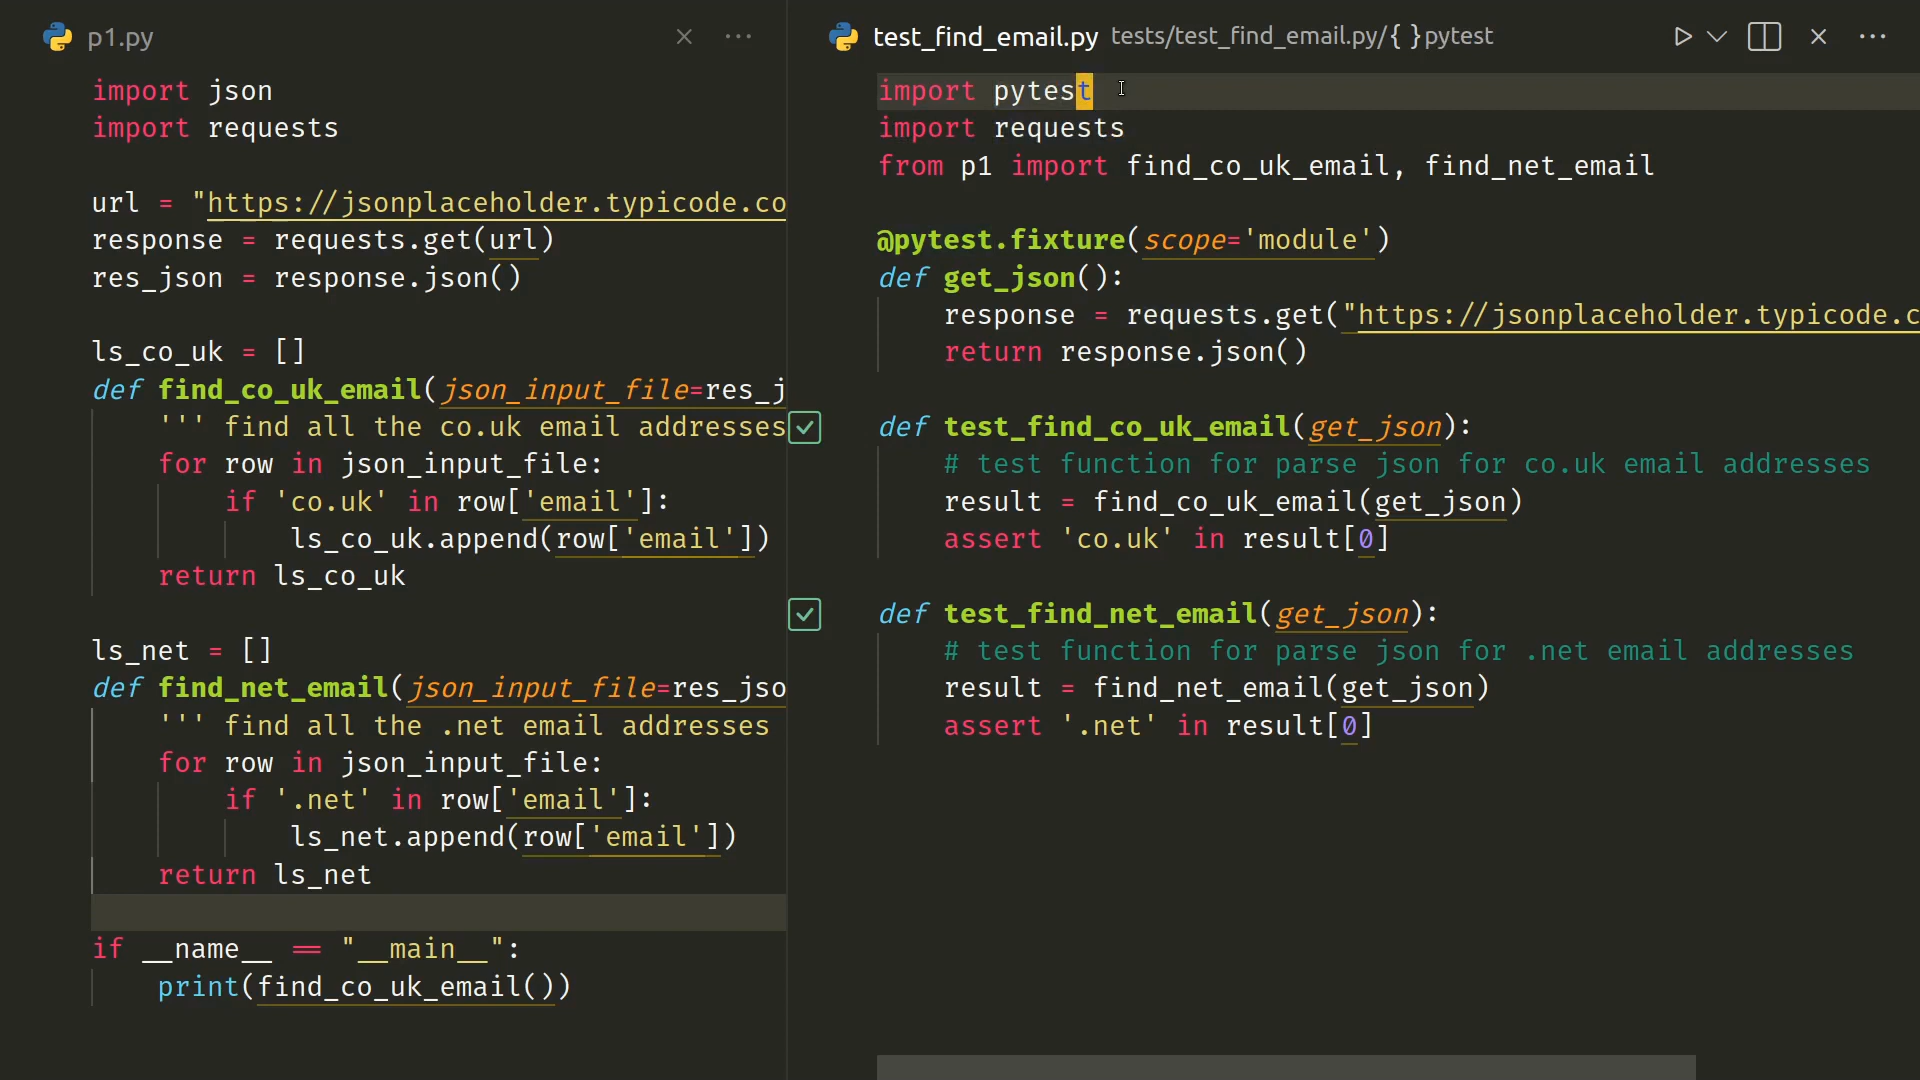 p1.py
import json
import requests
url = "https://jsonplaceholder.typicode.co
response = requests.get(url)
res_json = response.json()
ls_co_uk = []
def find_co_uk_email(json_input_file=res_j
''' find all the co.uk email addresses
for row in json_input_file:
if 'co.uk' in row['email']:
ls_co_uk.append(row['email'])
return ls_co_uk
ls_net = []
def find_net_email(json_input_file=res_jso
''' find all the .net email addresses
for row in json_input_file:
if '.net' in row['email']:
ls_net.append(row['email'])
return ls_net
if __name__ == "__main__":
print(find_co_uk_email())
test_find_email.py tests/test_find_email.py/{ }pytest
import pytest
import requests
from p1 import find_co_uk_email, find_net_email
@pytest.fixture(scope='module')
def get_json():
response = requests.get("https://jsonplaceholder.typicode.c
return response.json()
def test_find_co_uk_email(get_json):
# test function for parse json for co.uk email addresses
result = find_co_uk_email(get_json)
assert 'co.uk' in result[0]
def test_find_net_email(get_json):
# test function for parse json for .net email addresses
result = find_net_email(get_json)
assert '.net' in result[0]